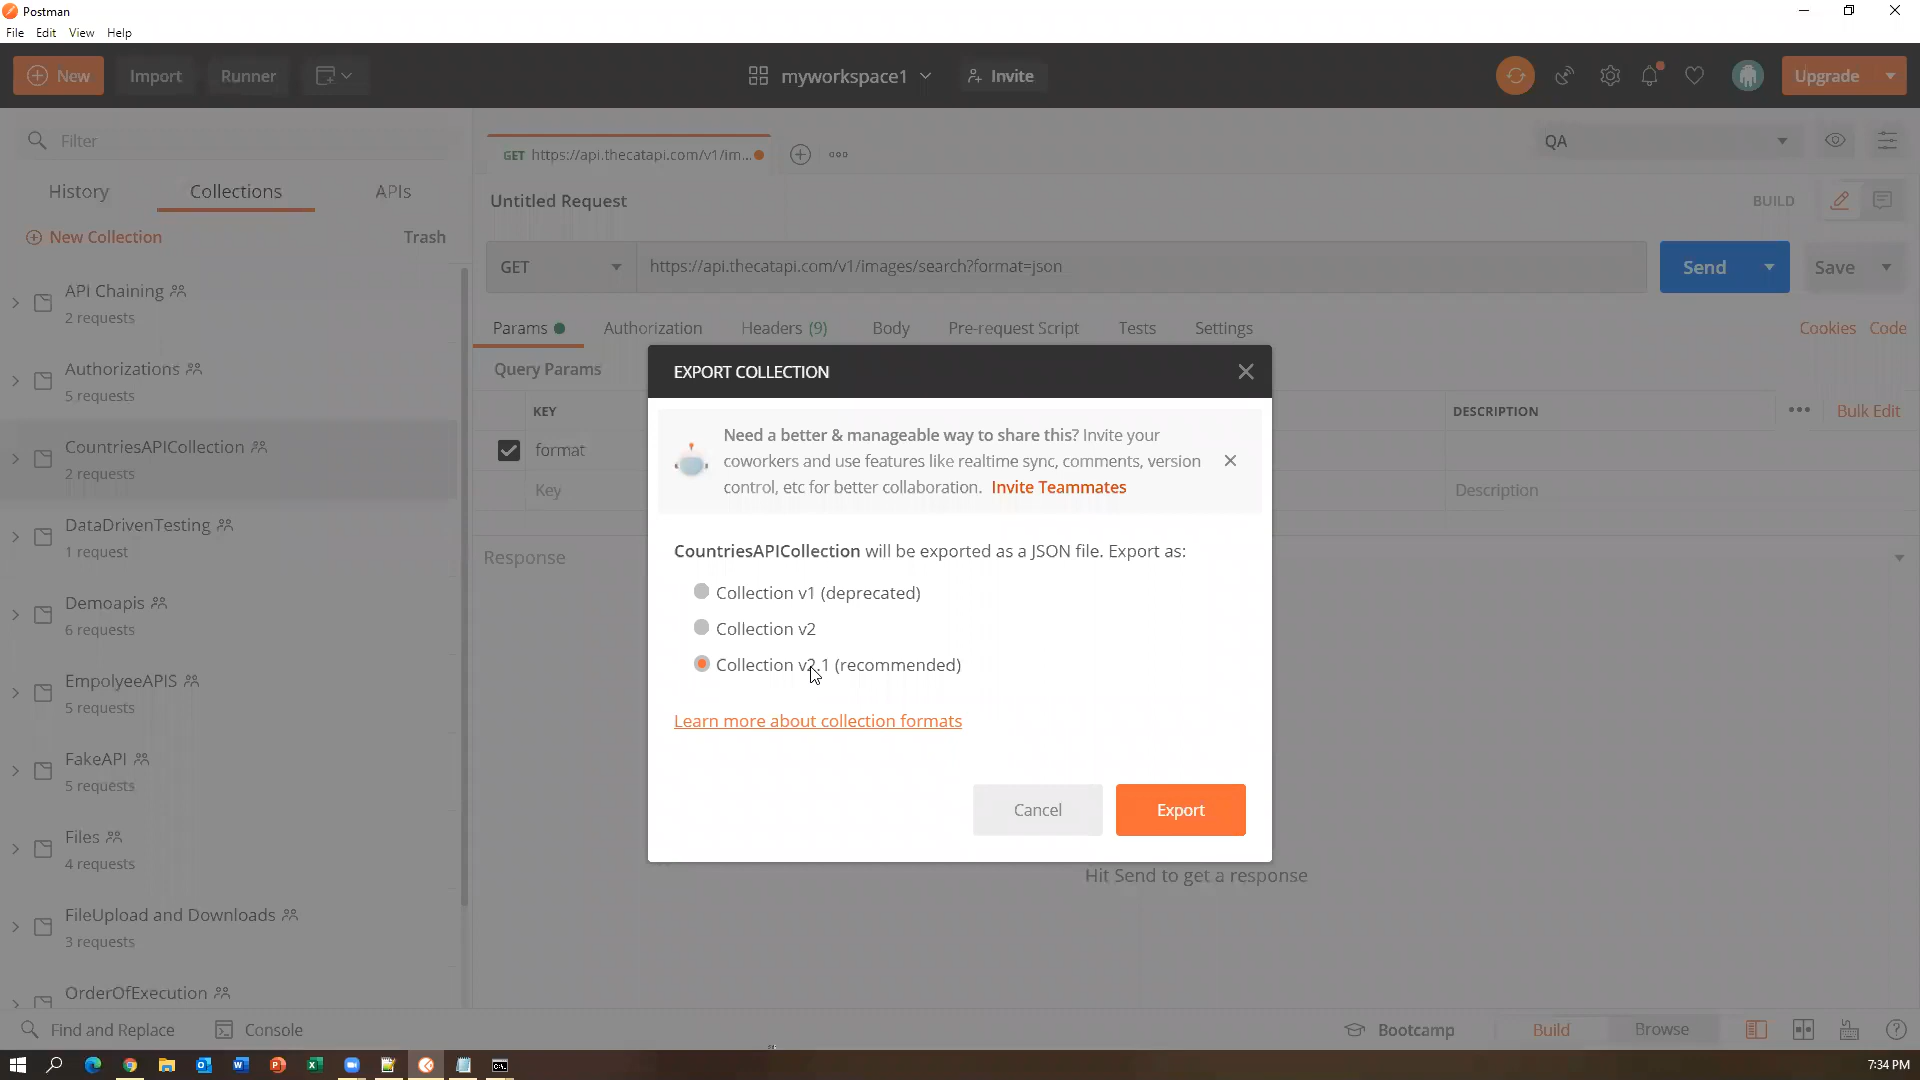 Postman
File Edit View Help
New Import Runner myworkspace1 Invite Upgrade
Filter
History Collections APIs
New Collection Trash
API Chaining
2 requests
Authorizations
5 requests
CountriesAPICollection
2 requests
DataDrivenTesting
1 request
Demoapis
6 requests
EmpolyeeAPIS
5 requests
FakeAPI
5 requests
Files
4 requests
FileUpload and Downloads
3 requests
OrderOfExecution
GET https://api.thecatapi.com/v1/im...
QA
Untitled Request
BUILD
GET https://api.thecatapi.com/v1/images/search?format=json Send Save
Params Authorization Headers (9) Body Pre-request Script Tests Settings Cookies Code
Query Params
KEY DESCRIPTION ••• Bulk Edit
format
Key Description
Response
EXPORT COLLECTION
Need a better & manageable way to share this? Invite your
coworkers and use features like realtime sync, comments, version
control, etc for better collaboration. Invite Teammates
CountriesAPICollection will be exported as a JSON file. Export as:
Collection v1 (deprecated)
Collection v2
Collection v2.1 (recommended)
Learn more about collection formats
Cancel Export
Hit Send to get a response
Find and Replace Console Bootcamp Build Browse
7:34 PM